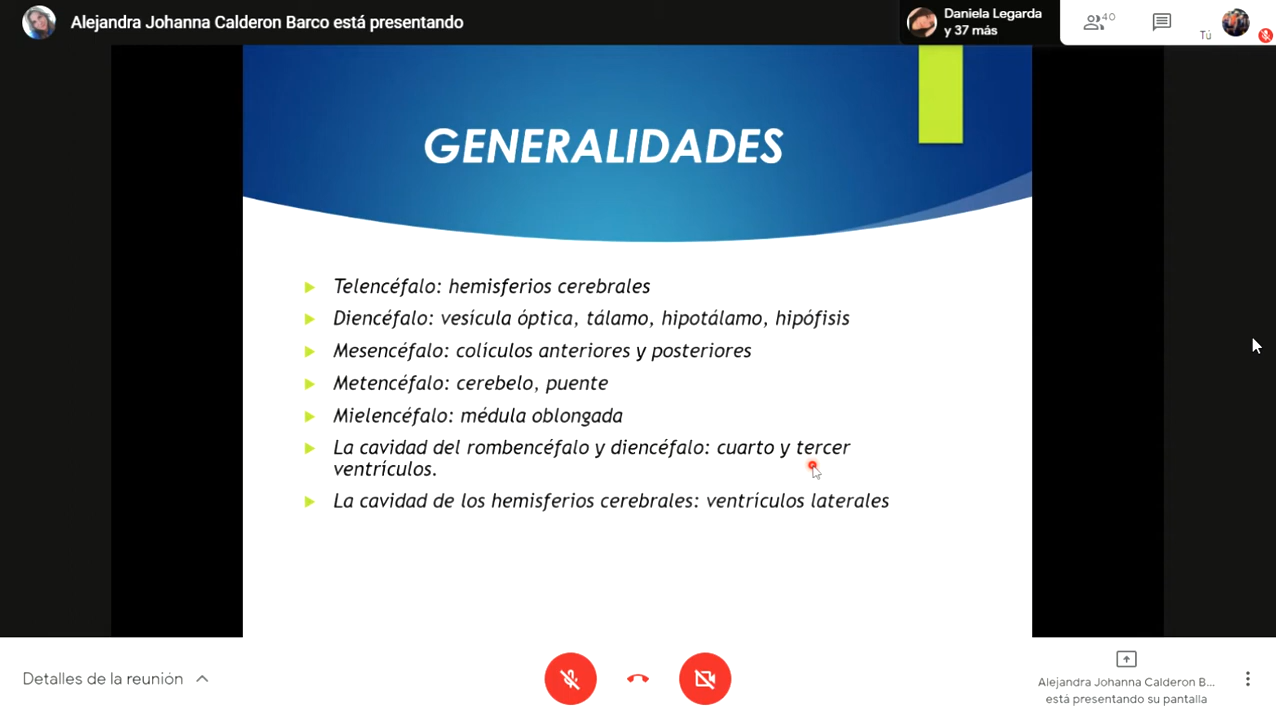 Alejandra Johanna Calderon Barco está presentando
Daniela Legarda
y 37 más
40
Tú
GENERALIDADES
Telencéfalo: hemisferios cerebrales
Diencéfalo: vesícula óptica, tálamo, hipotálamo, hipófisis
Mesencéfalo: colículos anteriores y posteriores
Metencéfalo: cerebelo, puente
Mielencéfalo: médula oblongada
La cavidad del rombencéfalo y diencéfalo: cuarto y tercer
ventrículos.
La cavidad de los hemisferios cerebrales: ventrículos laterales
Detalles de la reunión
Alejandra Johanna Calderon B...
está presentando su pantalla